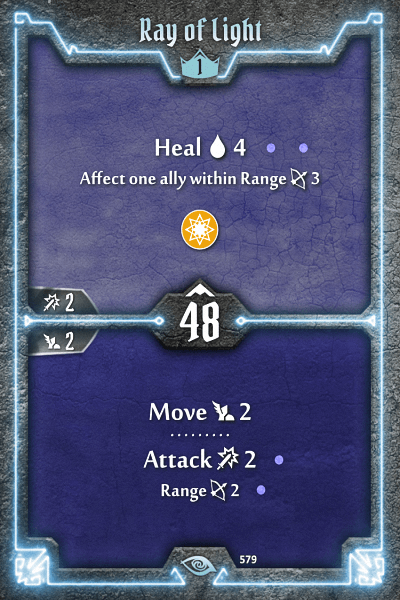 Ray of Light
1
Heal 4
Affect one ally within Range 3
2
48
2
Move 2
Attack 2
Range 2
579